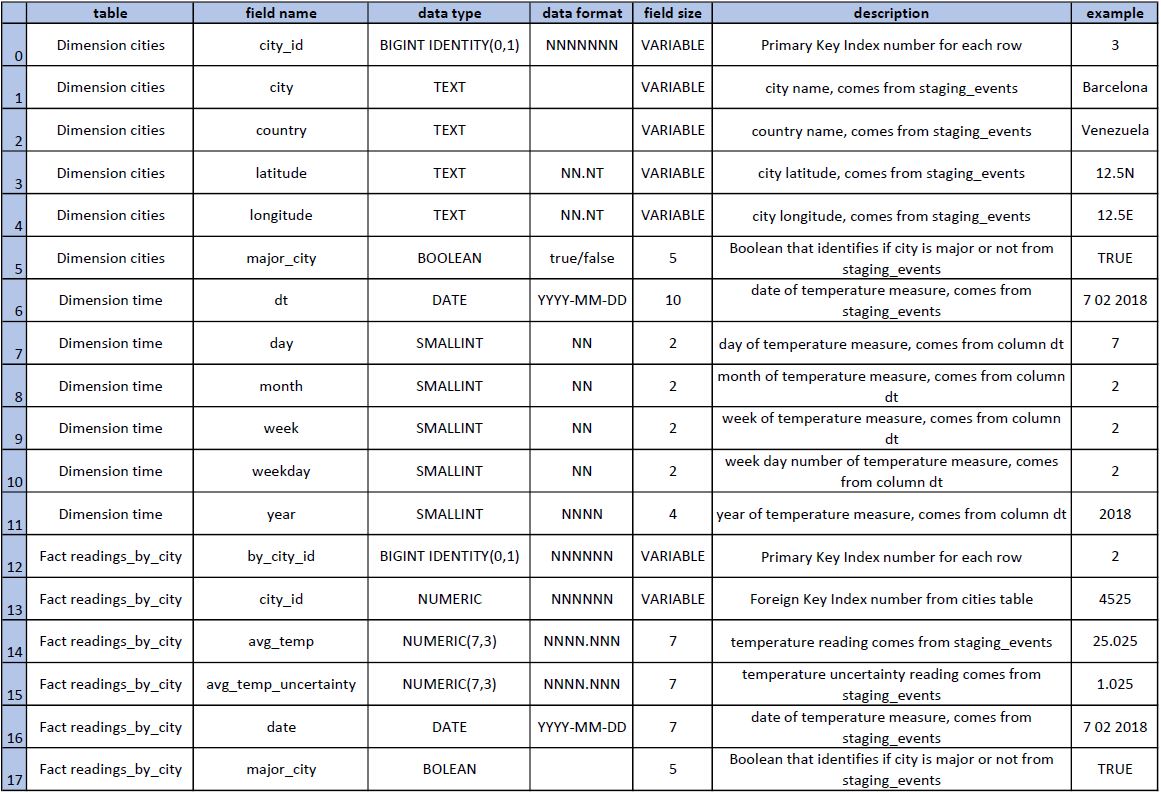 table field name data type data format field size description example
0 Dimension cities city_id BIGINT IDENTITY(0,1) NNNNNNN VARIABLE Primary Key Index number for each row 3
1 Dimension cities city TEXT VARIABLE city name, comes from staging_events Barcelona
2 Dimension cities country TEXT VARIABLE country name, comes from staging_events Venezuela
3 Dimension cities latitude TEXT NN.NT VARIABLE city latitude, comes from staging_events 12.5N
4 Dimension cities longitude TEXT NN.NT VARIABLE city longitude, comes from staging_events 12.5E
5 Dimension cities major_city BOOLEAN true/false 5 Boolean that identifies if city is major or not from
staging_events TRUE
6 Dimension time dt DATE YYYY-MM-DD 10 date of temperature measure, comes from
staging_events 7 02 2018
7 Dimension time day SMALLINT NN 2 day of temperature measure, comes from column dt 7
8 Dimension time month SMALLINT NN 2 month of temperature measure, comes from column
dt 2
9 Dimension time week SMALLINT NN 2 week of temperature measure, comes from column
dt 2
10 Dimension time weekday SMALLINT NN 2 week day number of temperature measure, comes
from column dt 2
11 Dimension time year SMALLINT NNNN 4 year of temperature measure, comes from column dt 2018
12 Fact readings_by_city by_city_id BIGINT IDENTITY(0,1) NNNNNN VARIABLE Primary Key Index number for each row 2
13 Fact readings_by_city city_id NUMERIC NNNNNN VARIABLE Foreign Key Index number from cities table 4525
14 Fact readings_by_city avg_temp NUMERIC(7,3) NNNN.NNN 7 temperature reading comes from staging_events 25.025
15 Fact readings_by_city avg_temp_uncertainty NUMERIC(7,3) NNNN.NNN 7 temperature uncertainty reading comes from
staging_events 1.025
16 Fact readings_by_city date DATE YYYY-MM-DD 7 date of temperature measure, comes from
staging_events 7 02 2018
17 Fact readings_by_city major_city BOLEAN 5 Boolean that identifies if city is major or not from
staging_events TRUE